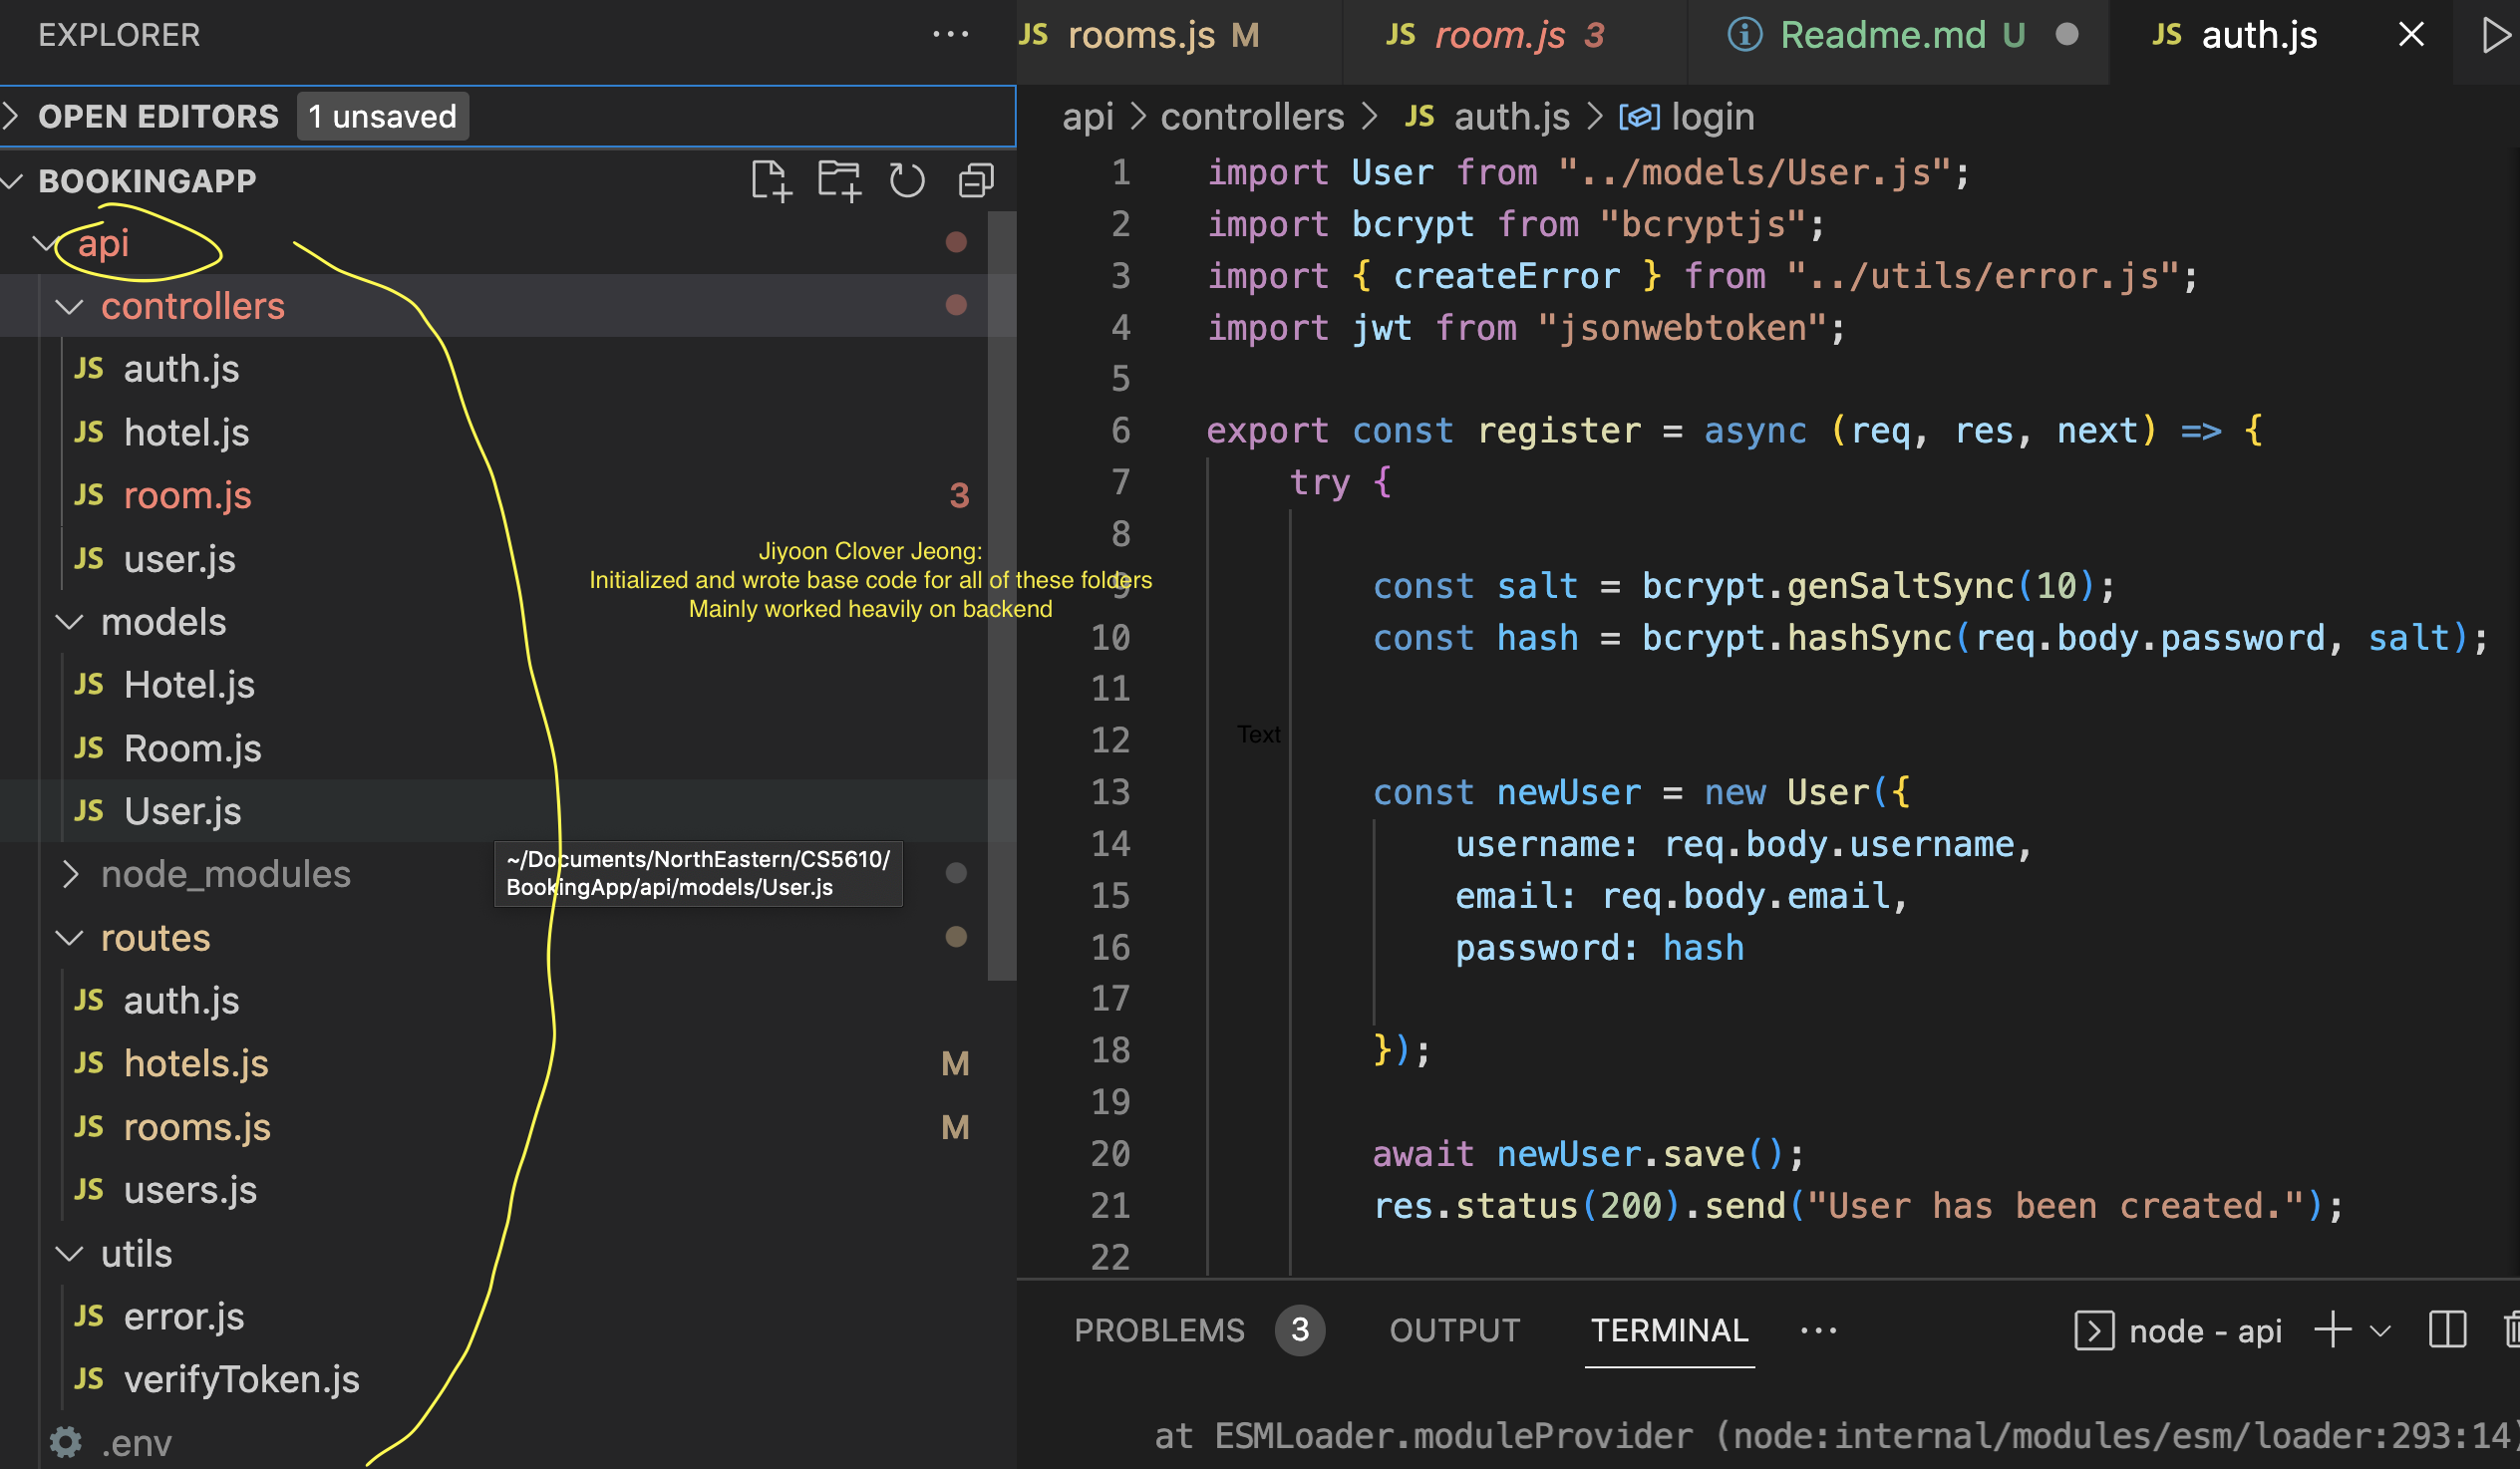 EXPLORER
OPEN EDITORS 1 unsaved
BOOKINGAPP
api
controllers
JS auth.js
JS hotel.js
JS room.js 3
JS user.js
models
JS Hotel.js
JS Room.js
JS User.js
node_modules
routes
JS auth.js
JS hotels.js M
JS rooms.js M
JS users.js
utils
JS error.js
JS verifyToken.js
.env
Jiyoon Clover Jeong:
Initialized and wrote base code for all of these folders
Mainly worked heavily on backend
~/Documents/NorthEastern/CS5610/
BookingApp/api/models/User.js
JS rooms.js M JS room.js 3 Readme.md U JS auth.js
api > controllers > JS auth.js > login
1 import User from "../models/User.js";
2 import bcrypt from "bcryptjs";
3 import { createError } from "../utils/error.js";
4 import jwt from "jsonwebtoken";
5
6 export const register = async (req, res, next) => {
7 try {
8
9 const salt = bcrypt.genSaltSync(10);
10 const hash = bcrypt.hashSync(req.body.password, salt);
11
12 Text
13 const newUser = new User({
14 username: req.body.username,
15 email: req.body.email,
16 password: hash
17
18 });
19
20 await newUser.save();
21 res.status(200).send("User has been created.");
22
PROBLEMS 3 OUTPUT TERMINAL ... node - api
at ESMLoader.moduleProvider (node:internal/modules/esm/loader:293:14)